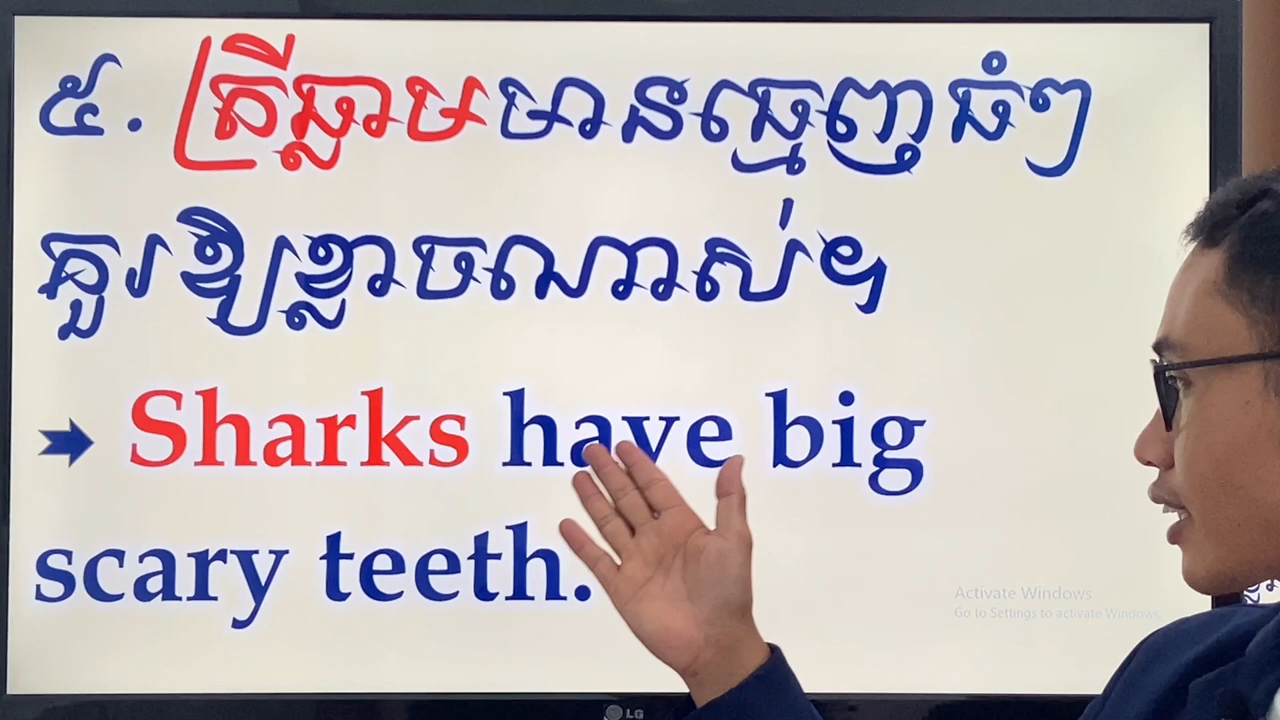 ៥. ត្រីឆ្លាមមានធ្មេញធំៗ
គួរឱ្យខ្លាចណាស់។
Sharks have big
scary teeth.
Activate Windows
Go to Settings to activate Windows.
LG